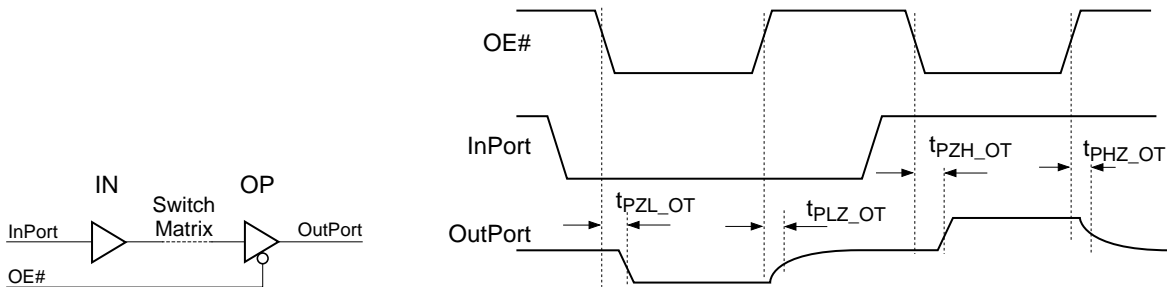 IN
OP
InPort
Switch
Matrix
OutPort
OE#
OE#
InPort
tPZH_OT
tPHZ_OT
tPZL_OT
tPLZ_OT
OutPort